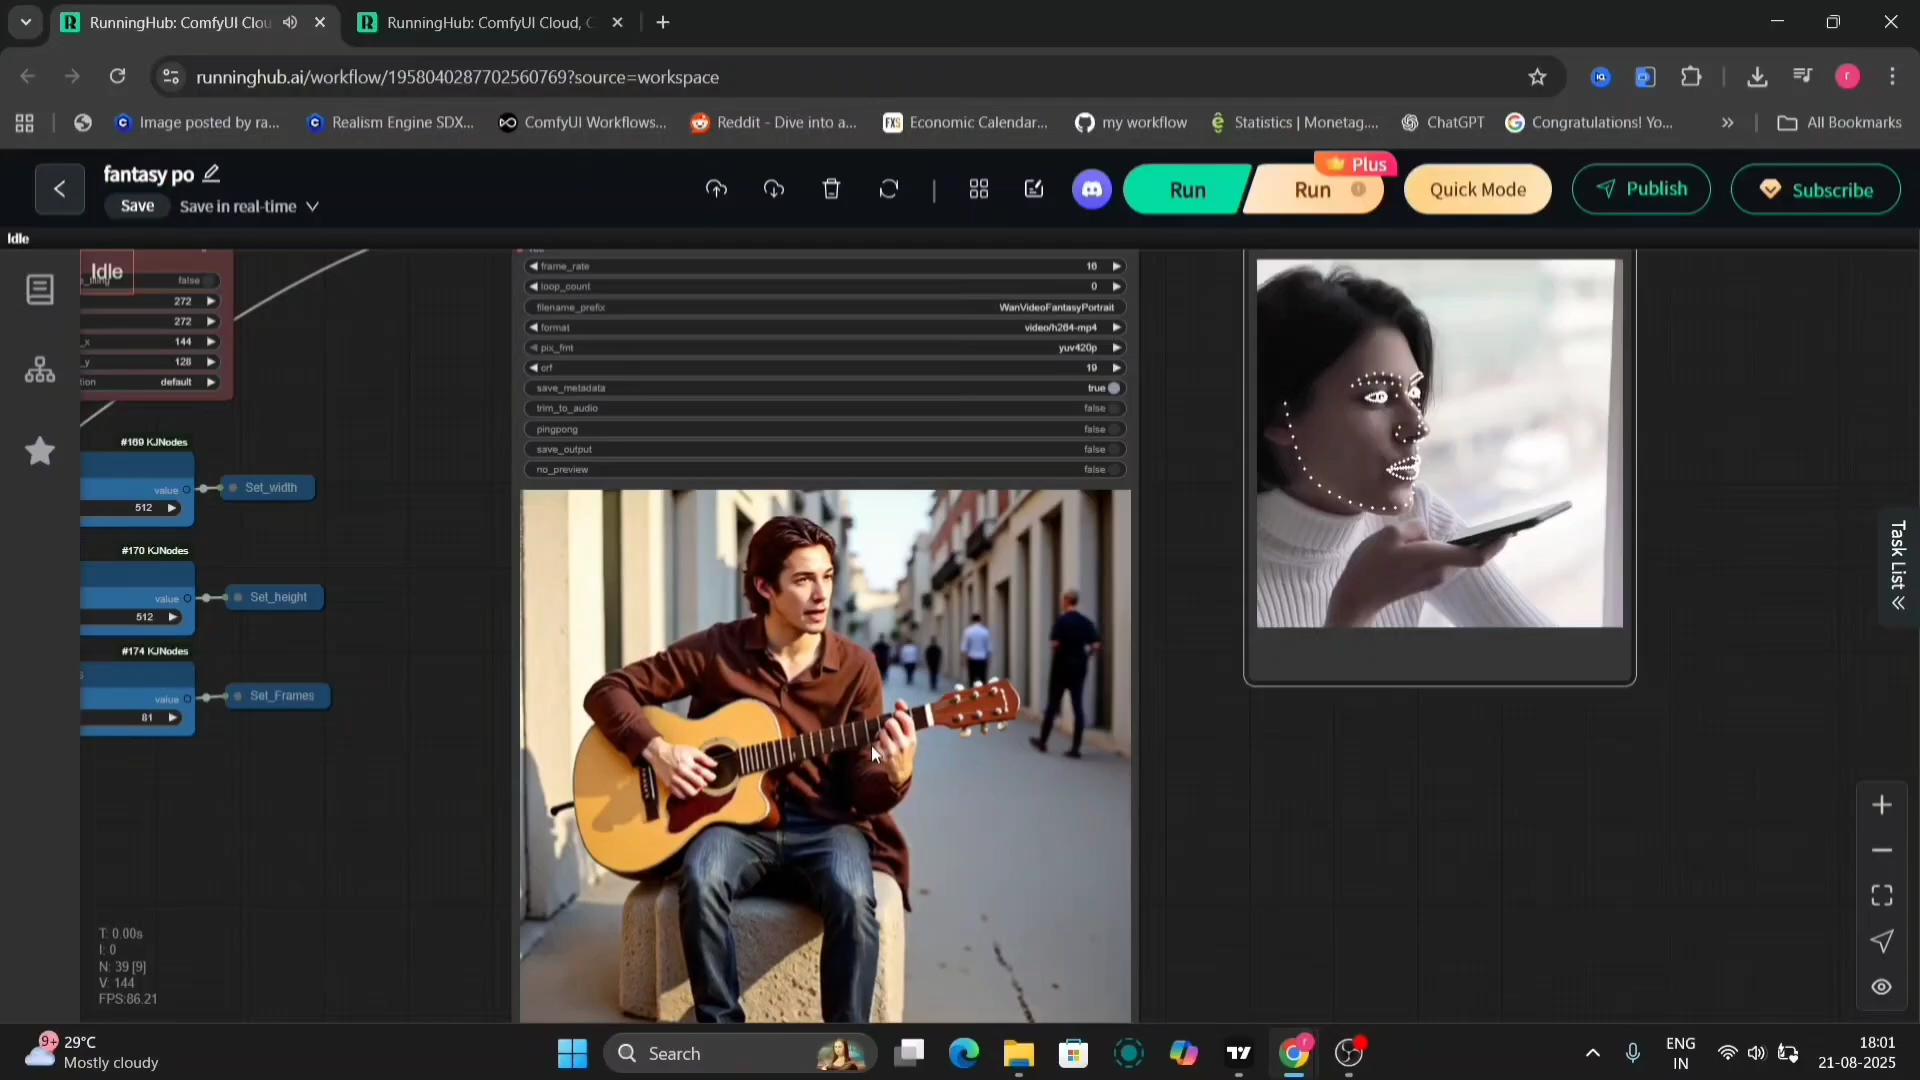 RunningHub: ComfyUI Clou
RunningHub: ComfyUI Cloud, C
runninghub.ai/workflow/1958040287702560769?source=workspace
Image posted by ra...
Realism Engine SDX...
ComfyUI Workflows...
Reddit - Dive into a...
FXS
Economic Calendar...
my workflow
Statistics | Monetag....
ChatGPT
Congratulations! Yo...
All Bookmarks
fantasy po
Save
Save in real-time
Run
Plus
Run
Quick Mode
Publish
Subscribe
Idle
Idle
false
272
272
_x 144
_y 128
tion default
#169 KJNodes
value
512
Set_width
#170 KJNodes
value
512
Set_height
#174 KJNodes
value
81
Set_Frames
frame_rate 16
loop_count 0
filename_prefix WanVideoFantasyPortrait
format video/h264-mp4
pix_fmt yuv420p
crf 19
save_metadata true
trim_to_audio false
pingpong false
save_output false
no_preview false
Task List
T: 0.00s
I: 0
N: 39 [9]
V: 144
FPS:86.21
9+
29°C
Mostly cloudy
Search
ENG
IN
18:01
21-08-2025